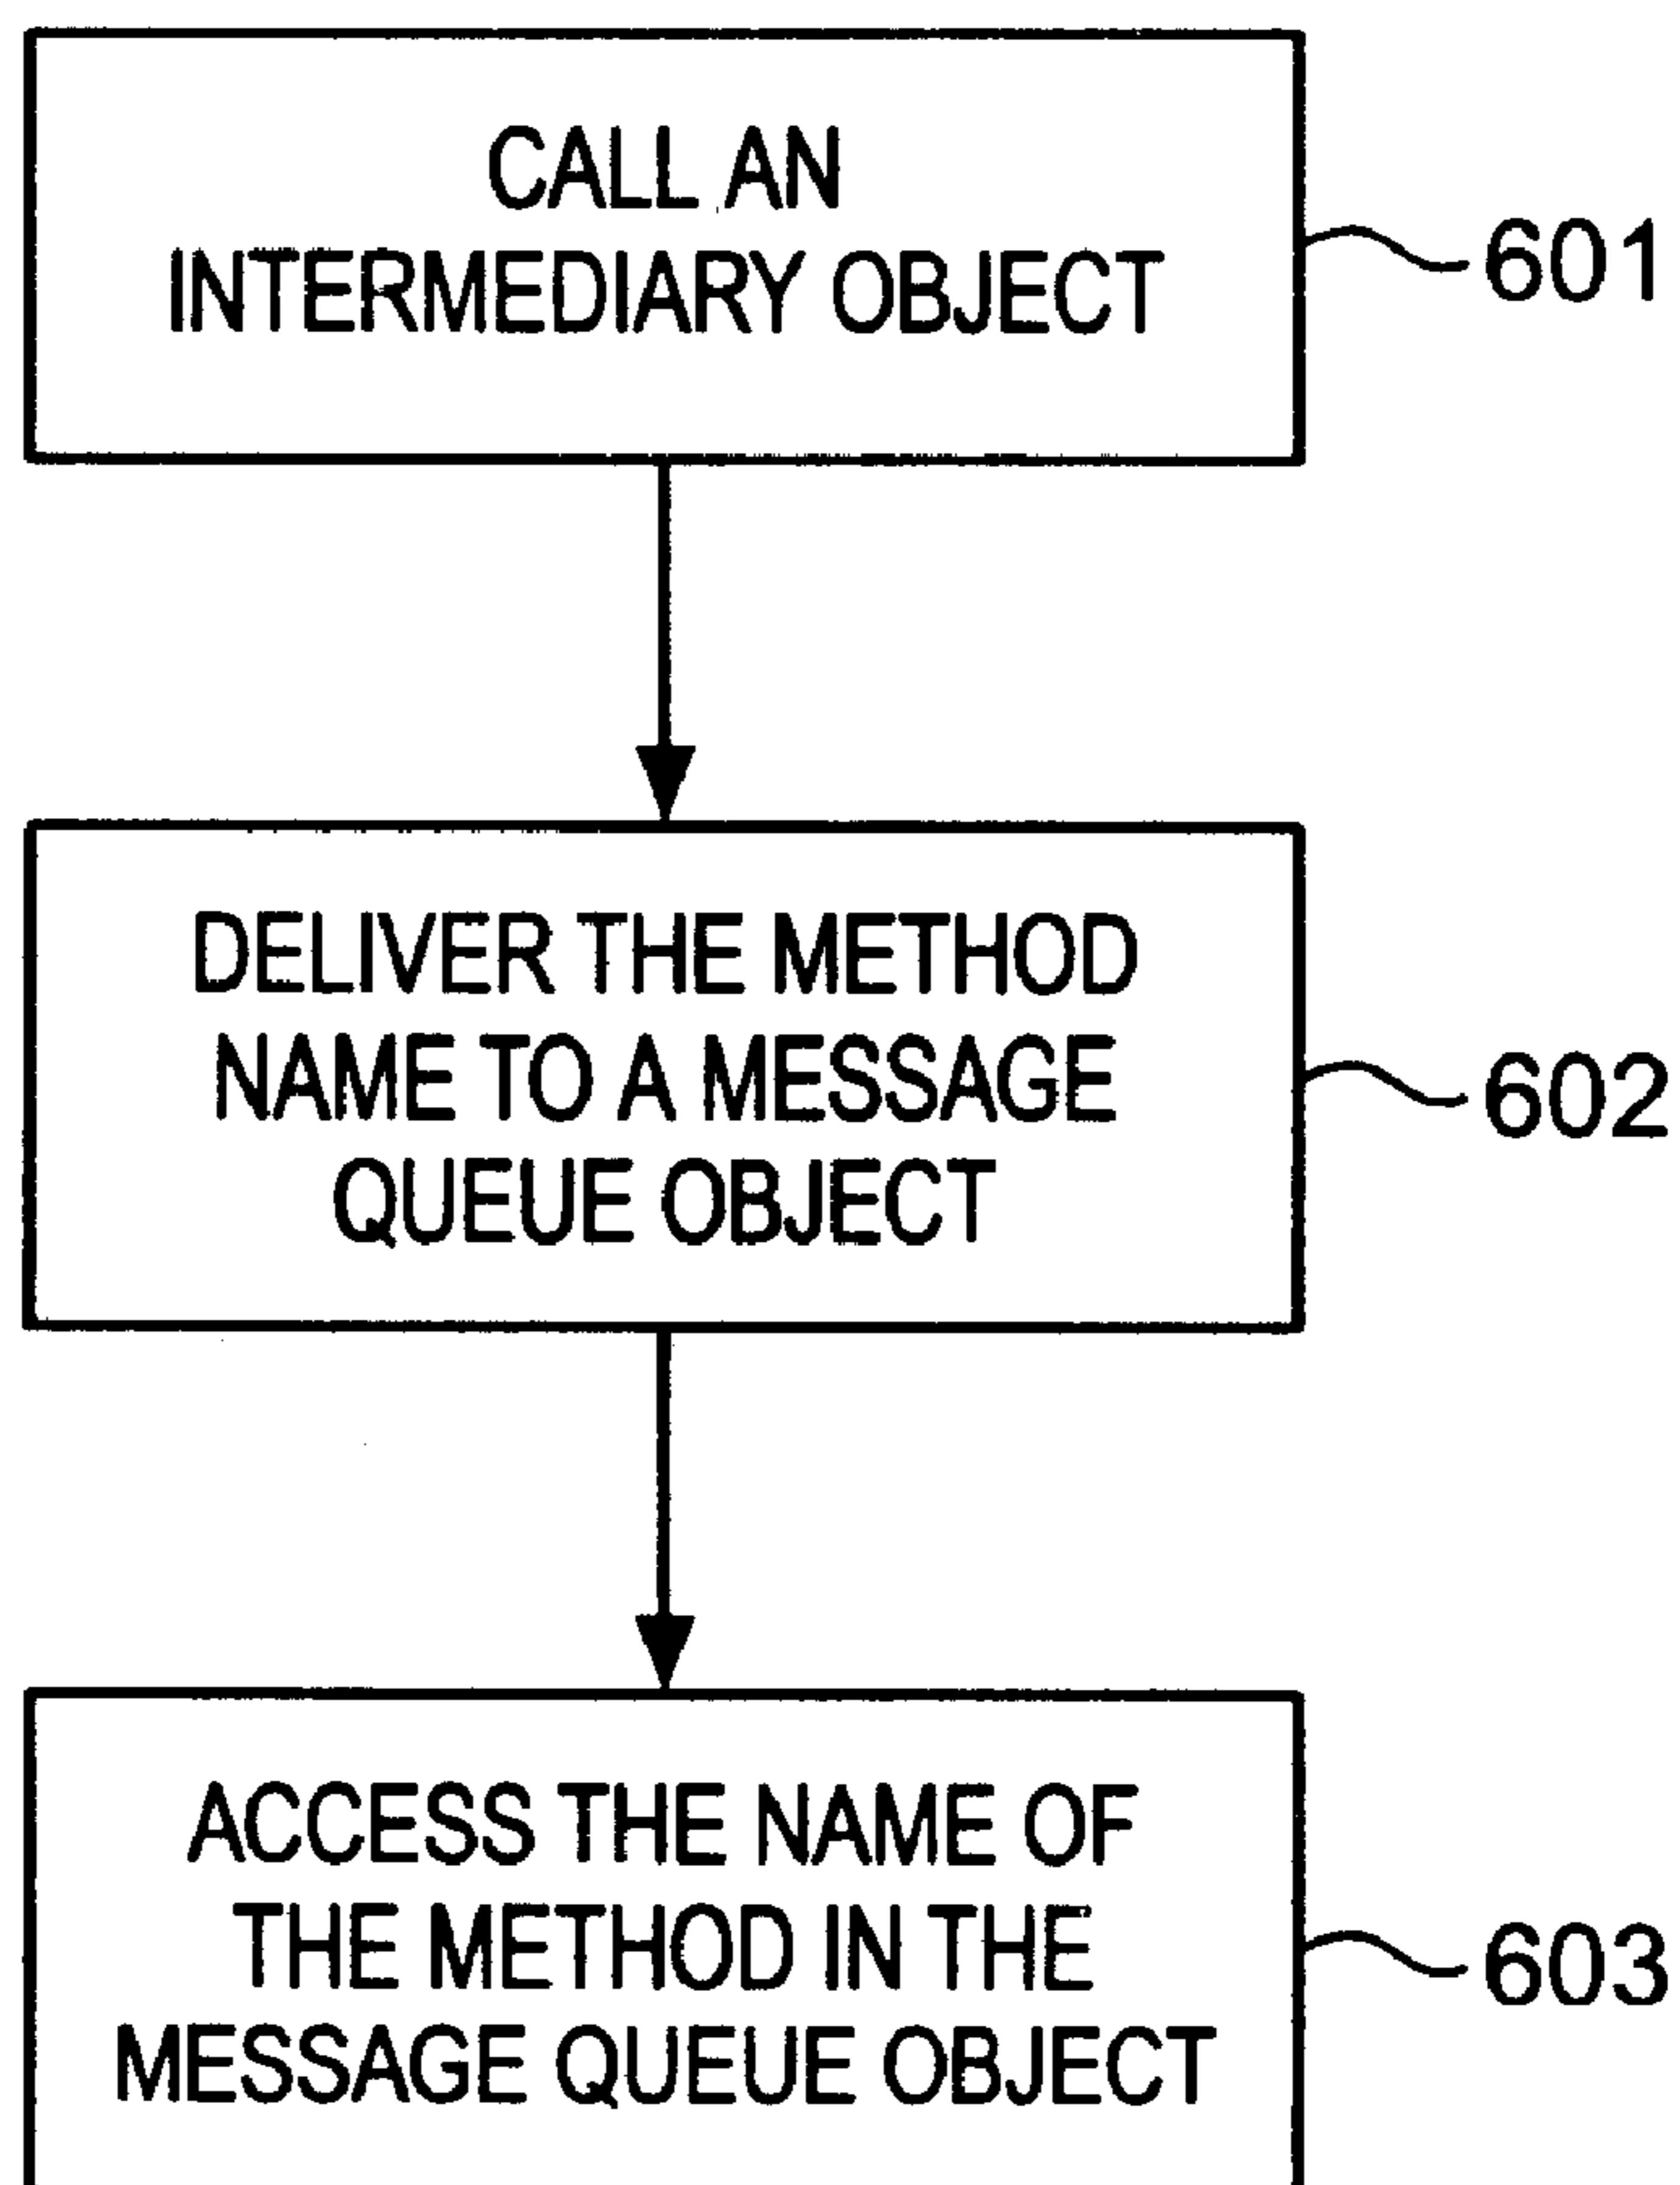 CALL AN
INTERMEDIARY OBJECT
601
DELIVER THE METHOD
NAME TO A MESSAGE
QUEUE OBJECT
602
ACCESS THE NAME OF
THE METHOD IN THE
MESSAGE QUEUE OBJECT
603